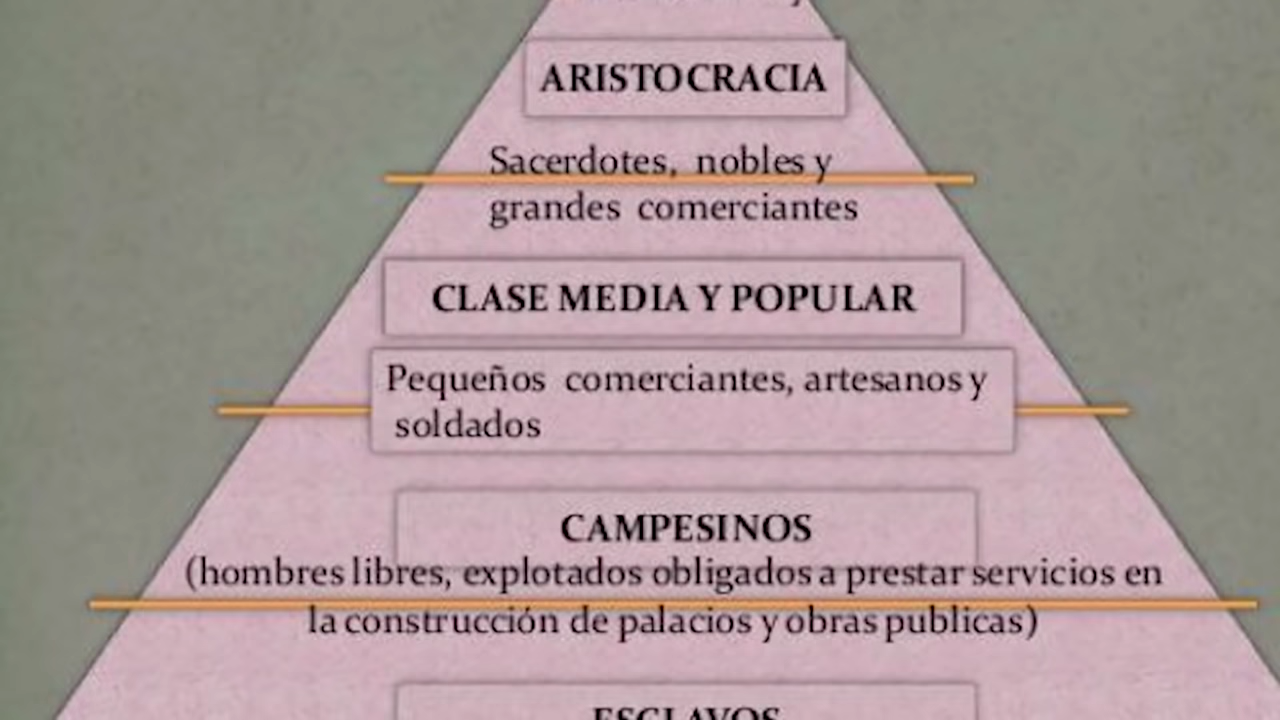 ARISTOCRACIA
Sacerdotes, nobles y
grandes comerciantes
CLASE MEDIA Y POPULAR
Pequeños comerciantes, artesanos y
soldados
CAMPESINOS
(hombres libres, explotados obligados a prestar servicios en
la construcción de palacios y obras publicas)
ESCLAVOS